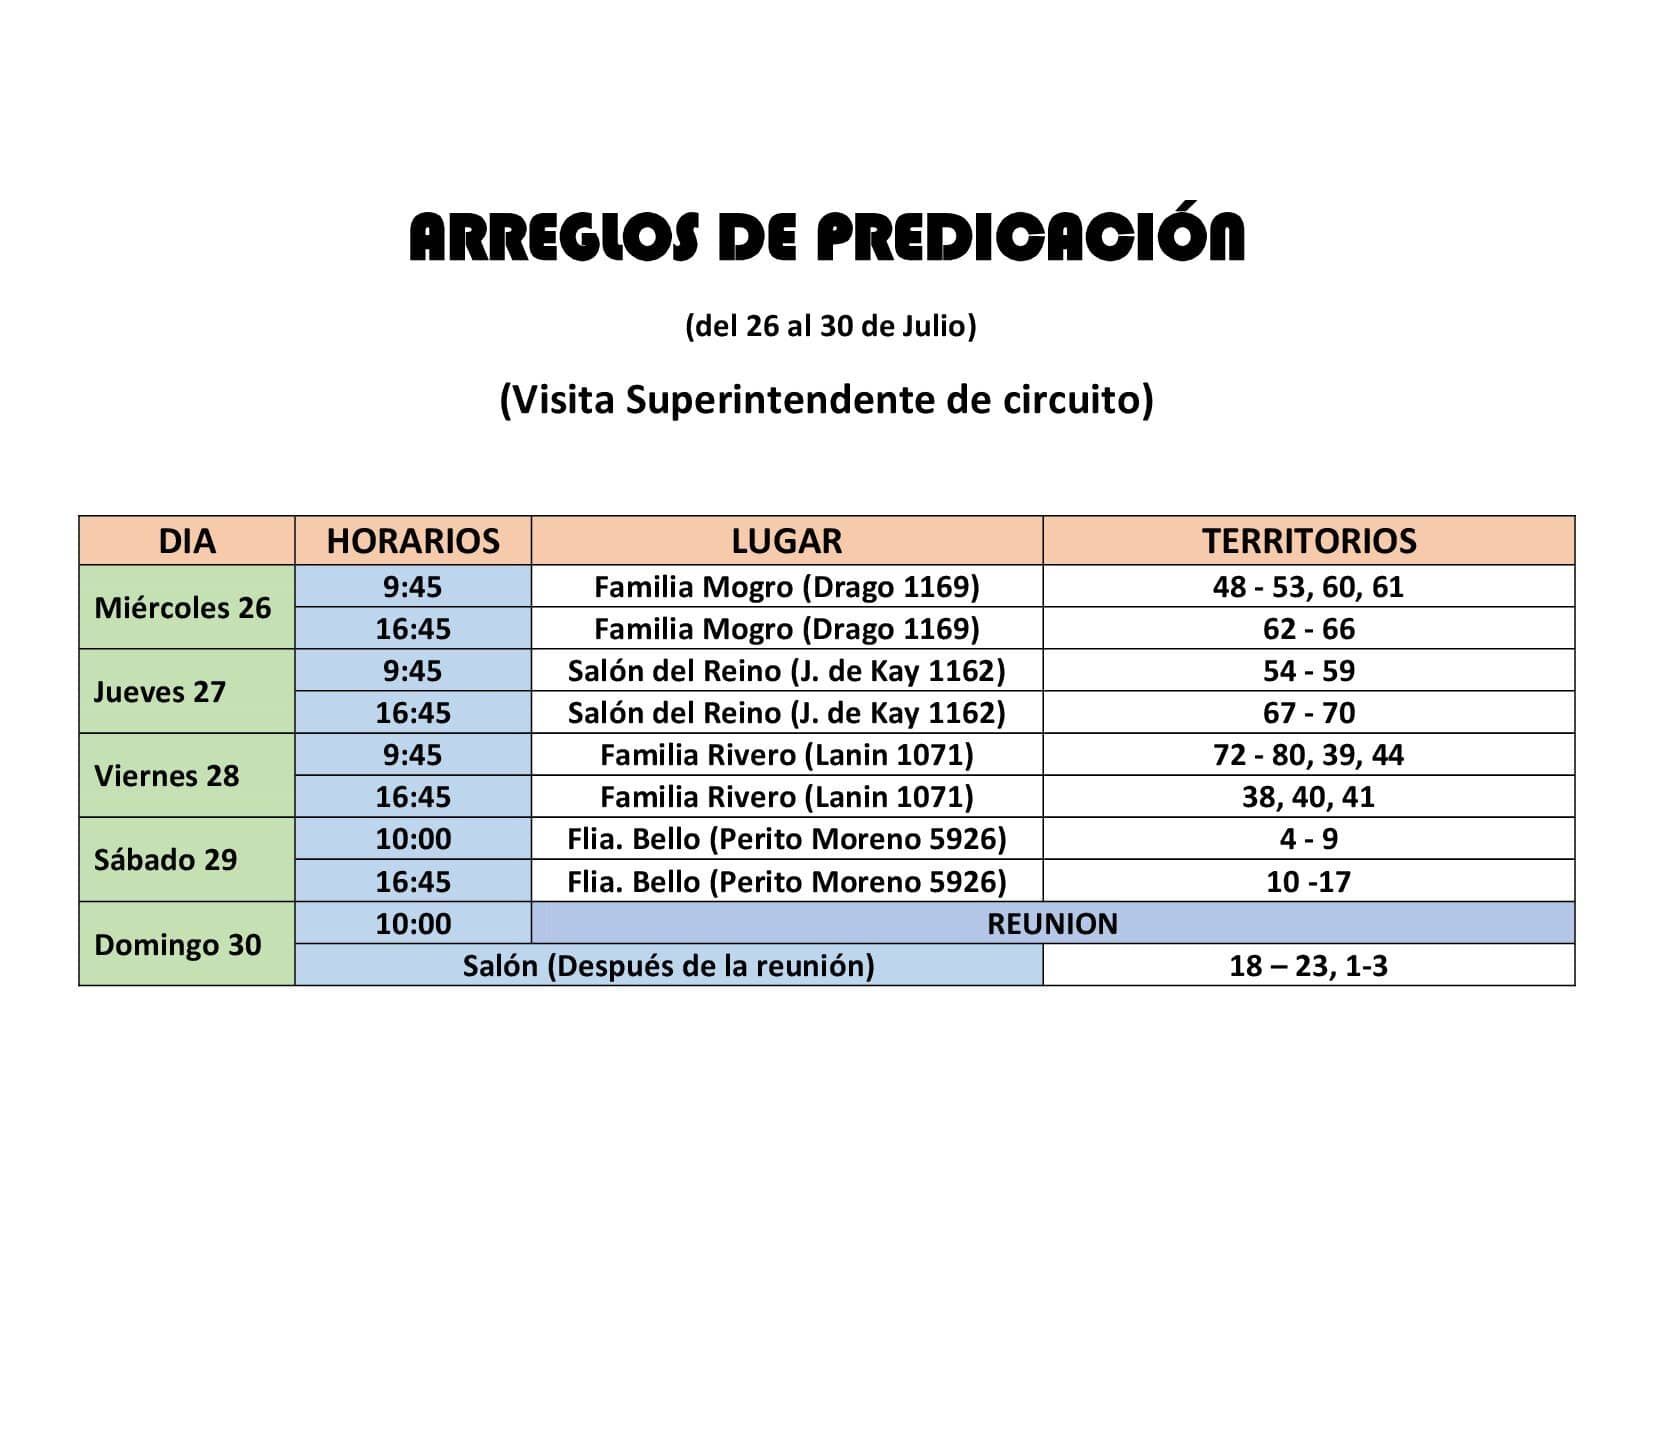 ARREGLOS DE PREDICACIÓN
(del 26 al 30 de Julio)
(Visita Superintendente de circuito)
DIA HORARIOS LUGAR TERRITORIOS
Miércoles 26 9:45 Familia Mogro (Drago 1169) 48 - 53, 60, 61
16:45 Familia Mogro (Drago 1169) 62 - 66
Jueves 27 9:45 Salón del Reino (J. de Kay 1162) 54 - 59
16:45 Salón del Reino (J. de Kay 1162) 67 - 70
Viernes 28 9:45 Familia Rivero (Lanin 1071) 72 - 80, 39, 44
16:45 Familia Rivero (Lanin 1071) 38, 40, 41
Sábado 29 10:00 Flia. Bello (Perito Moreno 5926) 4 - 9
16:45 Flia. Bello (Perito Moreno 5926) 10 -17
Domingo 30 10:00 REUNION
Salón (Después de la reunión) 18 – 23, 1-3